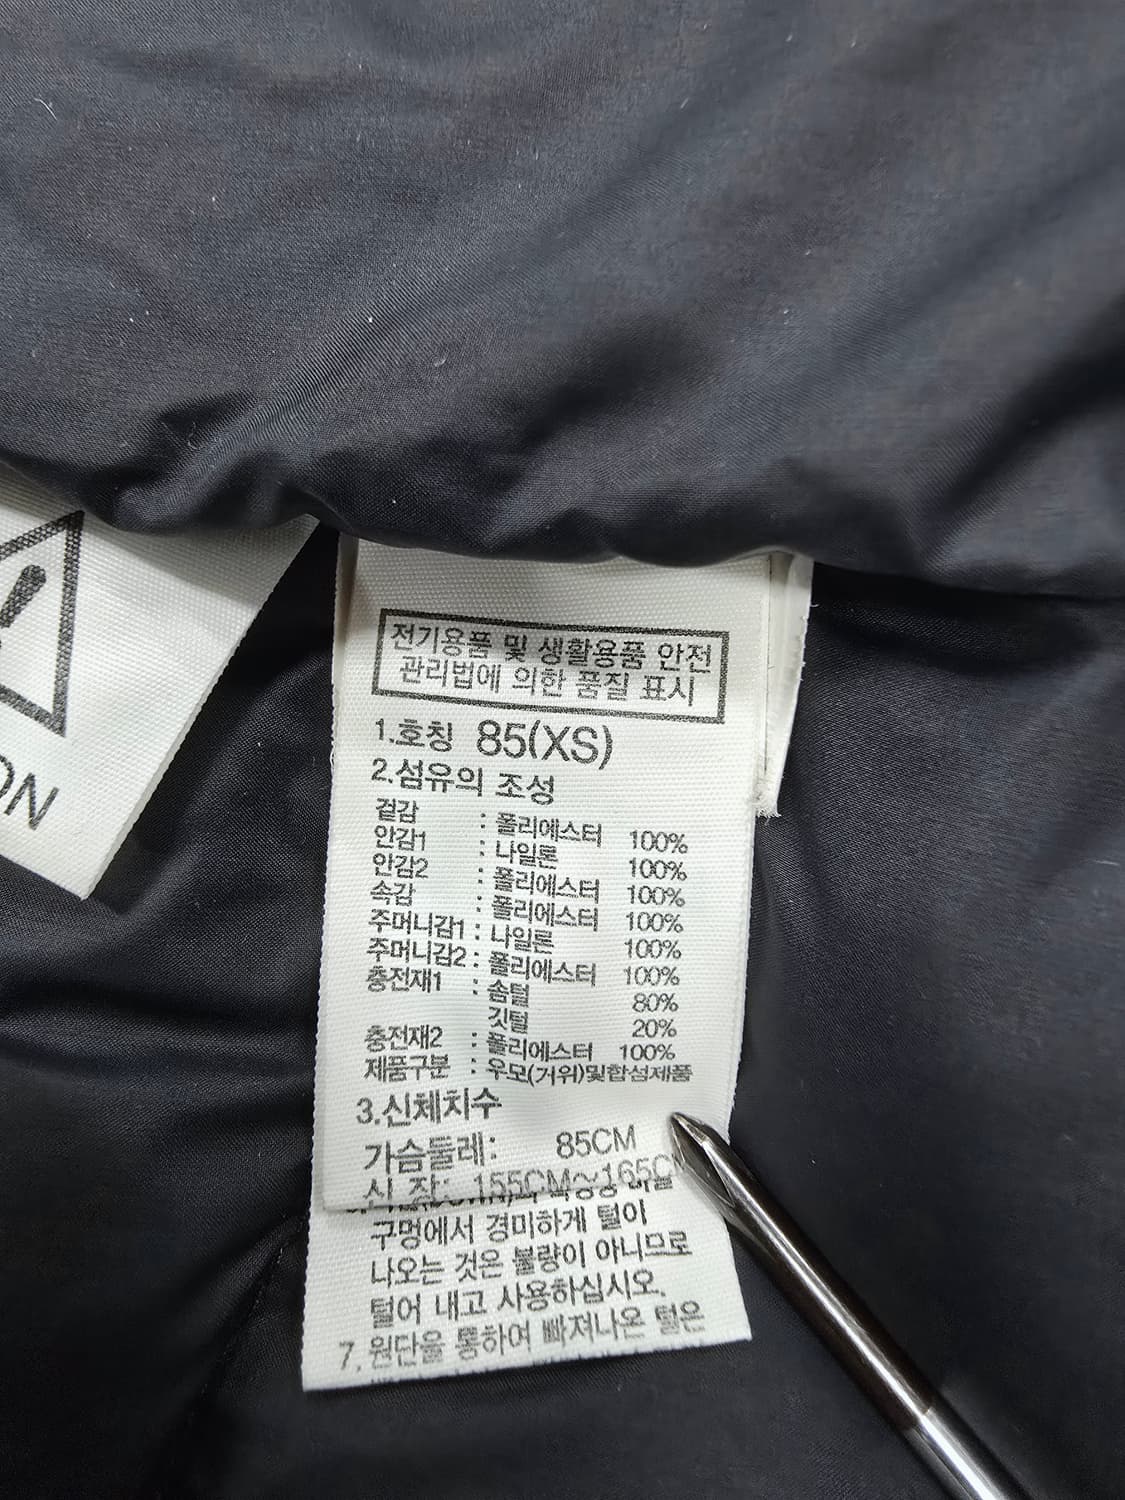 전기용품 및 생활용품 안전
관리법에 의한 품질 표시
1.호칭 85(XS)
2.섬유의 조성
겉감 : 폴리에스터 100%
안감1 : 나일론 100%
안감2 : 폴리에스터 100%
속감 : 폴리에스터 100%
주머니감1 : 나일론 100%
주머니감2 : 폴리에스터 100%
충전재1 : 솜털 80%
깃털 20%
충전재2 : 폴리에스터 100%
제품구분 : 우모(거위)및합섬제품
3.신체치수
가슴둘레: 85CM
신 장: 155CM~165CM
구멍에서 경미하게 털이
나오는 것은 불량이 아니므로
털어 내고 사용하십시오.
7. 원단을 통하여 빠져나온 털은
ON